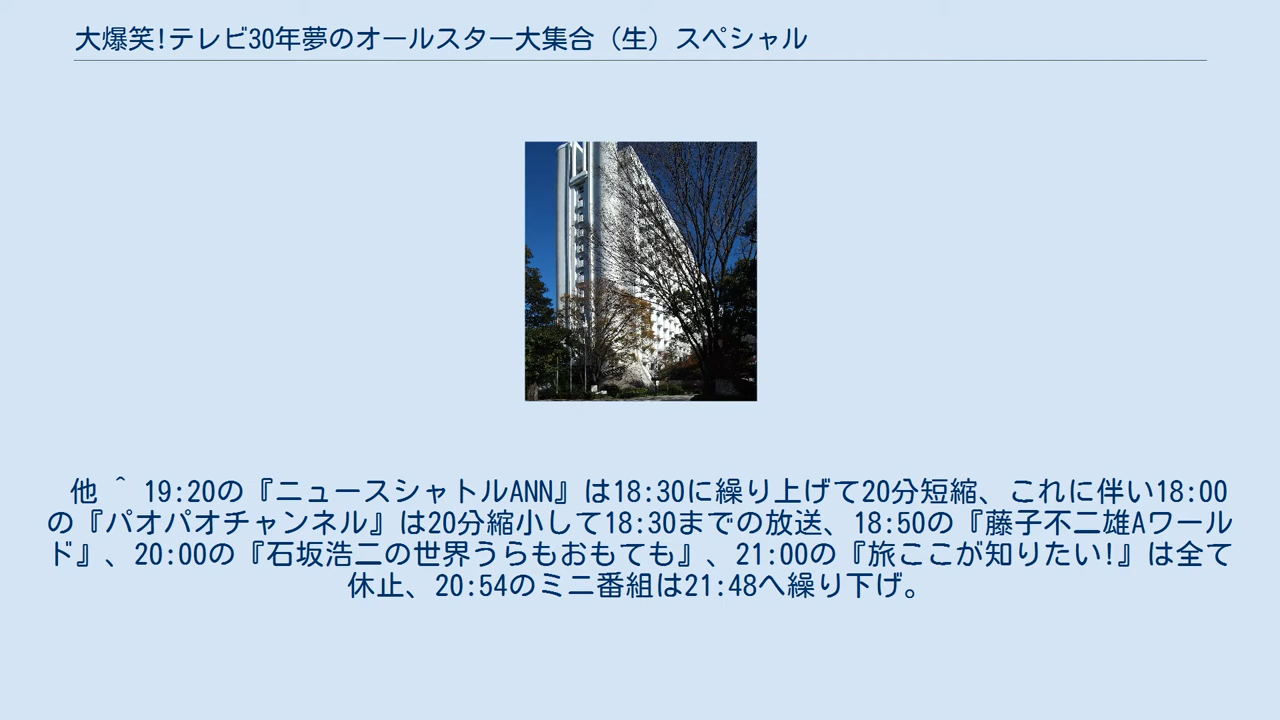 大爆笑!テレビ30年夢のオールスター大集合（生）スペシャル
他 ^ 19:20の『ニュースシャトルANN』は18:30に繰り上げて20分短縮、これに伴い18:00
の『パオパオチャンネル』は20分縮小して18:30までの放送、18:50の『藤子不二雄Aワール
ド』、20:00の『石坂浩二の世界うらもおもても』、21:00の『旅ここが知りたい!』は全て
休止、20:54のミニ番組は21:48へ繰り下げ。